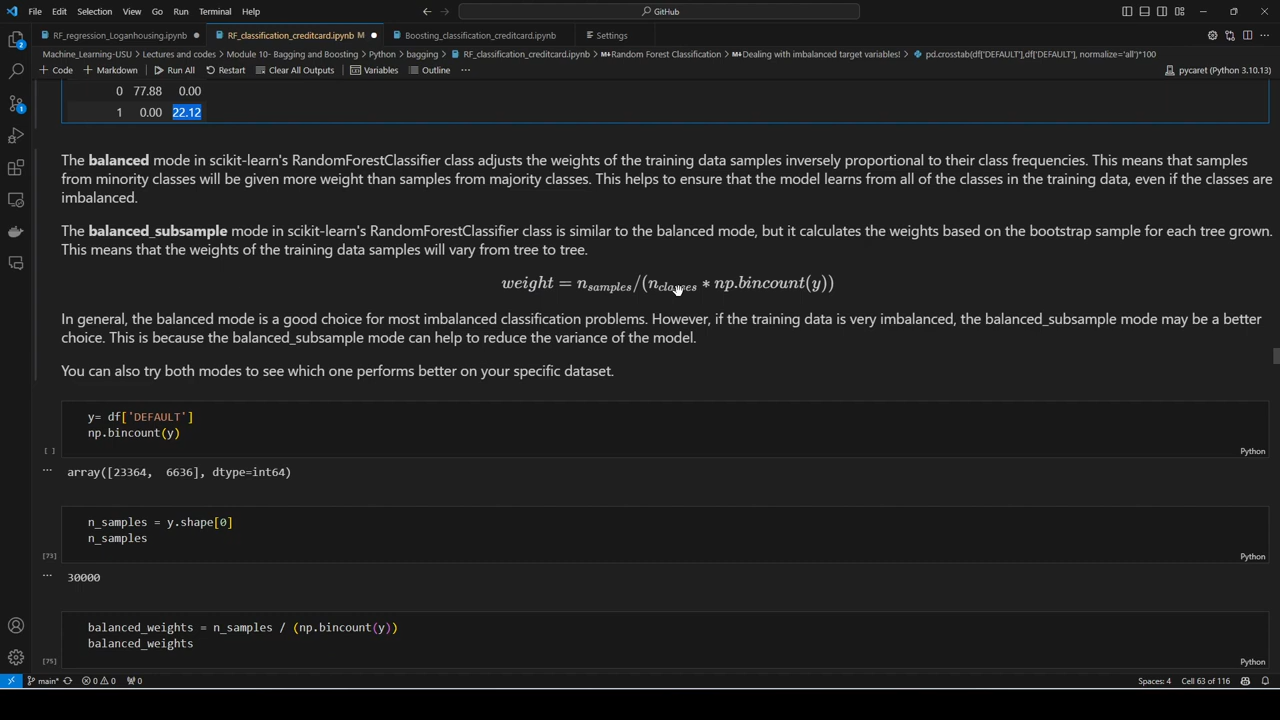 File Edit Selection View Go Run Terminal Help
GitHub
RF_regression_Loganhousing.ipynb RF_classification_creditcard.ipynb M Boosting_classification_creditcard.ipynb Settings
Machine_Learning-USU > Lectures and codes > Module 10- Bagging and Boosting > Python > bagging > RF_classification_creditcard.ipynb > Random Forest Classification > Dealing with imbalanced target variables! > pd.crosstab(df['DEFAULT'],df['DEFAULT'], normalize='all')*100
+ Code + Markdown Run All Restart Clear All Outputs Variables Outline ... pycaret (Python 3.10.13)
0 77.88 0.00
1 0.00 22.12
The balanced mode in scikit-learn's RandomForestClassifier class adjusts the weights of the training data samples inversely proportional to their class frequencies. This means that samples
from minority classes will be given more weight than samples from majority classes. This helps to ensure that the model learns from all of the classes in the training data, even if the classes are
imbalanced.
The balanced_subsample mode in scikit-learn's RandomForestClassifier class is similar to the balanced mode, but it calculates the weights based on the bootstrap sample for each tree grown.
This means that the weights of the training data samples will vary from tree to tree.
weight = n_samples/(n_classes * np.bincount(y))
In general, the balanced mode is a good choice for most imbalanced classification problems. However, if the training data is very imbalanced, the balanced_subsample mode may be a better
choice. This is because the balanced_subsample mode can help to reduce the variance of the model.
You can also try both modes to see which one performs better on your specific dataset.
y= df['DEFAULT']
np.bincount(y)
[ ] Python
... array([23364, 6636], dtype=int64)
n_samples = y.shape[0]
n_samples
[73] Python
... 30000
balanced_weights = n_samples / (np.bincount(y))
balanced_weights
[75] Python
main* 0 0 0 Spaces: 4 Cell 63 of 116